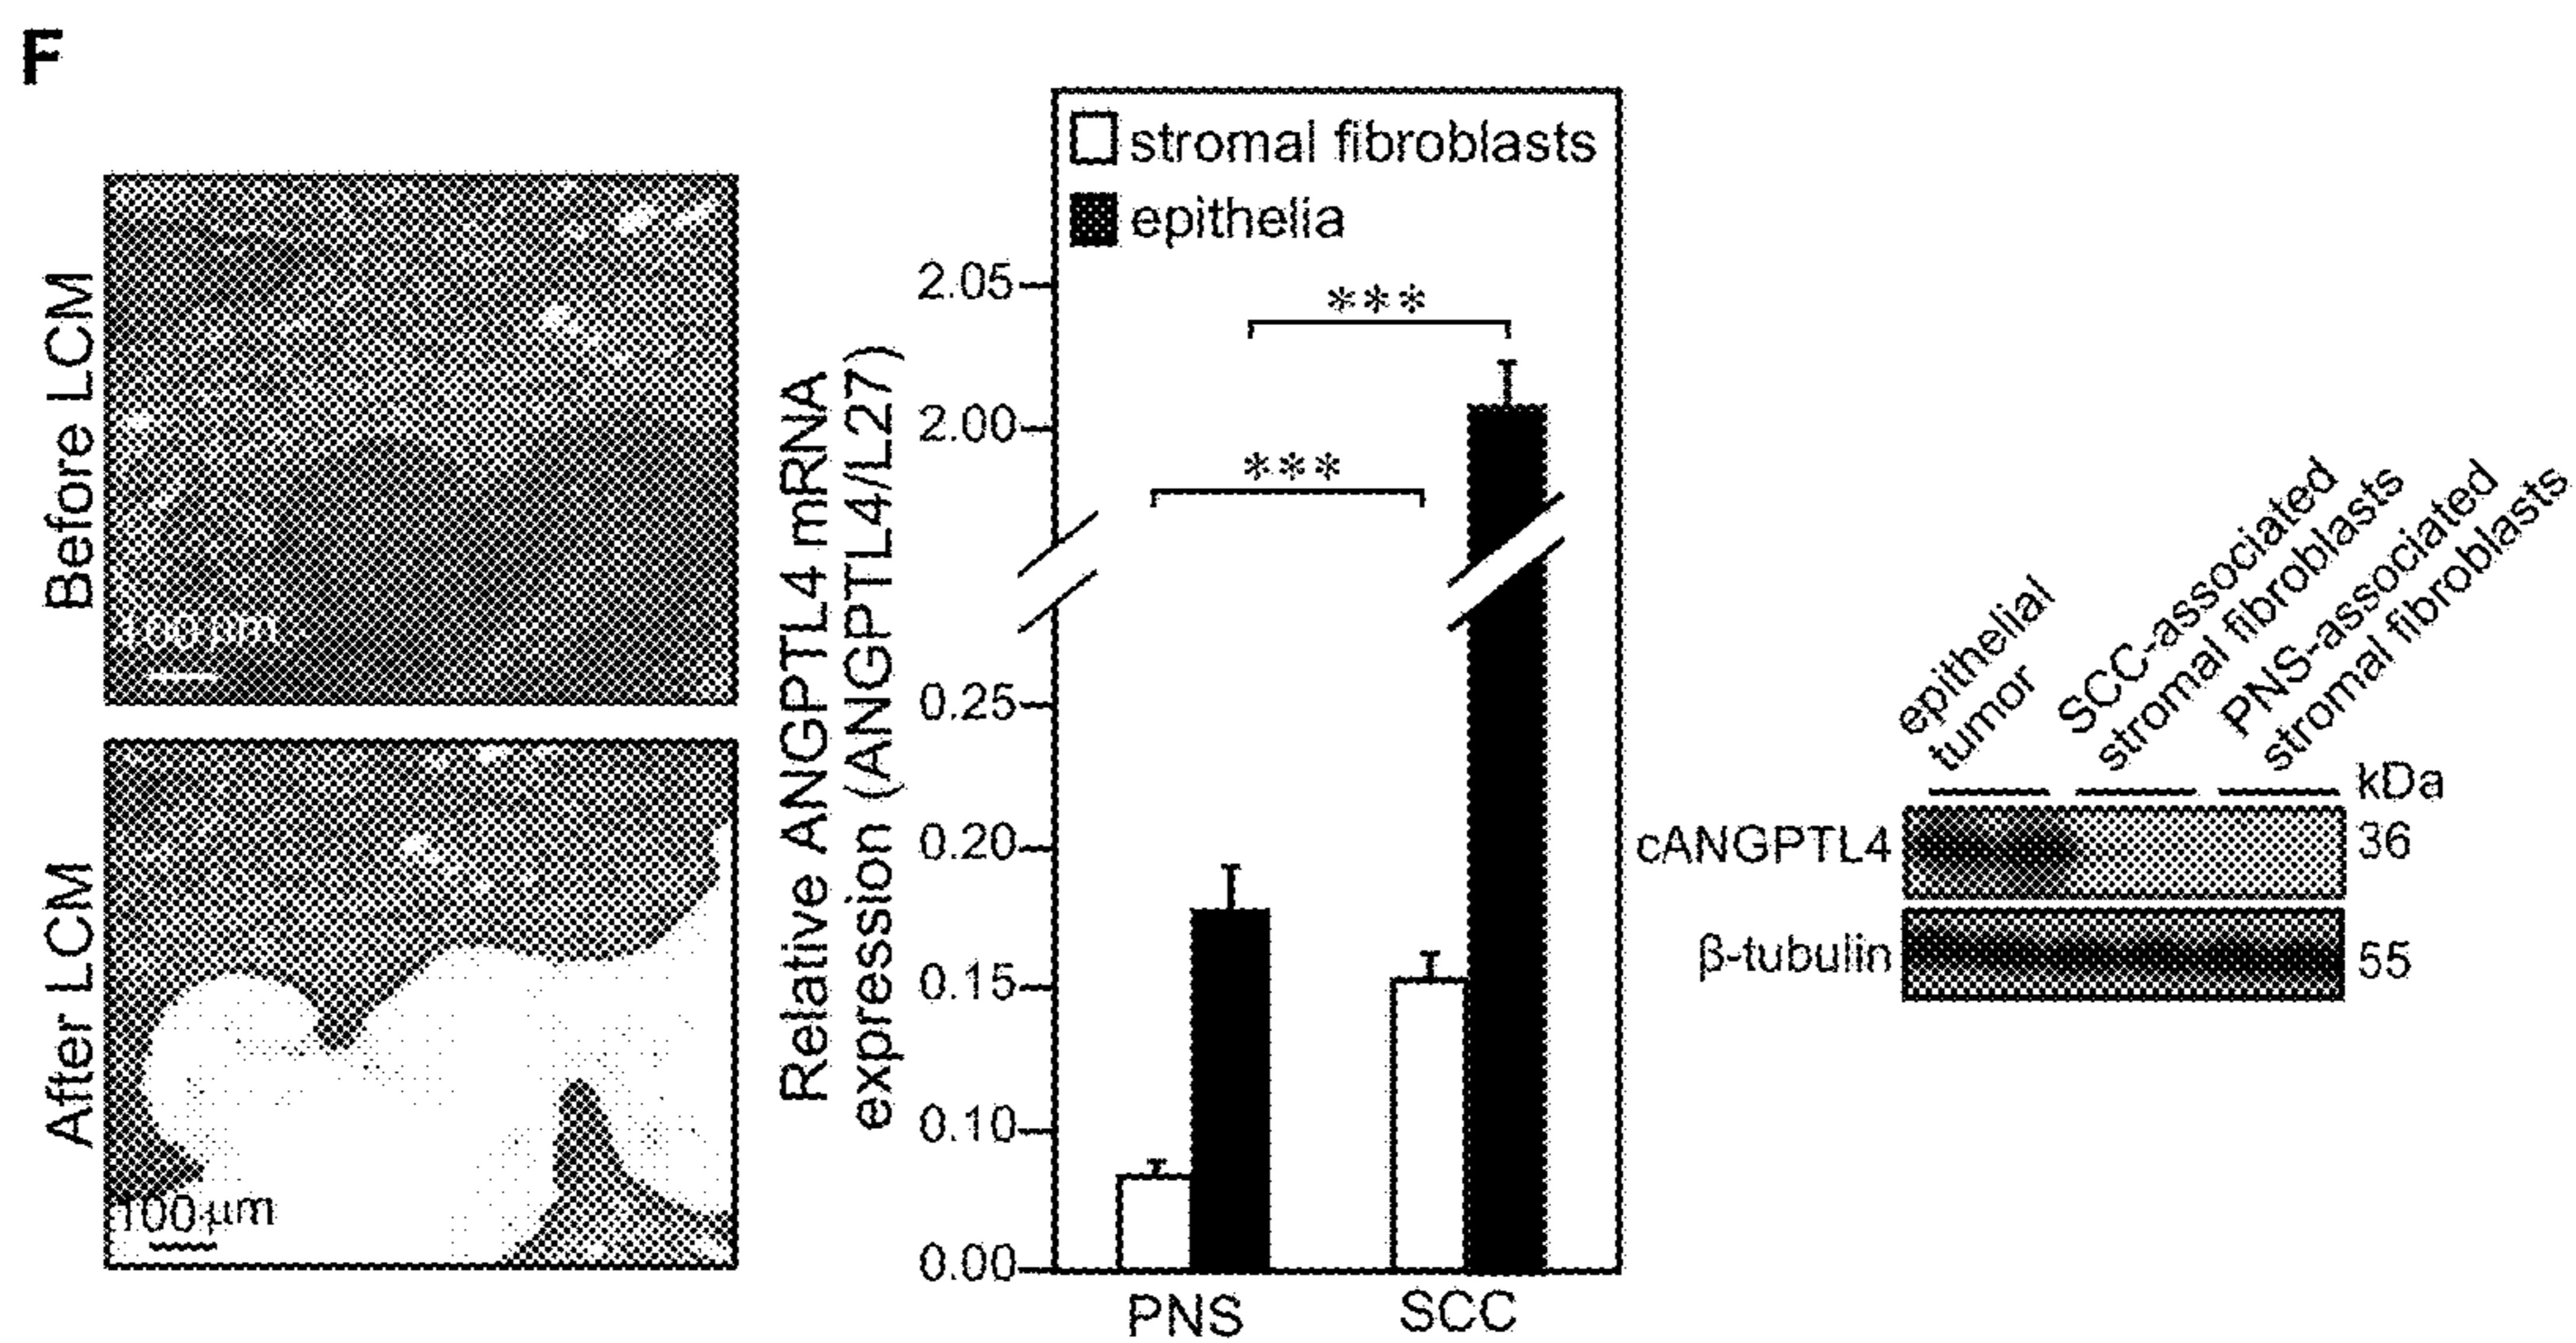 F
Before LCM
100 µm
After LCM
100 µm
Relative ANGPTL4 mRNA
expression (ANGPTL4/L27)
stromal fibroblasts
epithelia
2.05
2.00
0.25
0.20
0.15
0.10
0.00
***
***
PNS
SCC
epithelial
tumor
SCC-associated
stromal fibroblasts
PNS-associated
stromal fibroblasts
kDa
cANGPTL4
36
β-tubulin
55